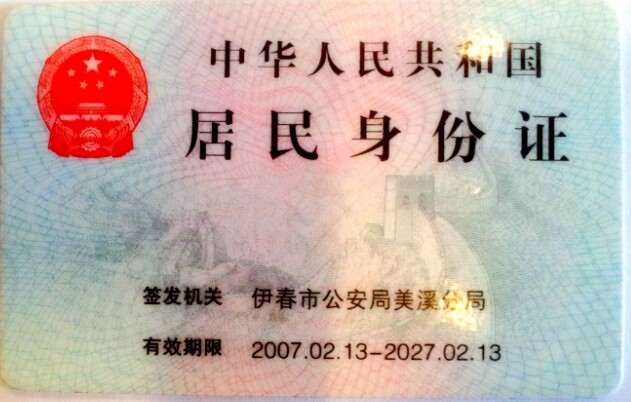 中华人民共和国
居民身份证
签发机关 伊春市公安局美溪分局
有效期限 2007.02.13-2027.02.13